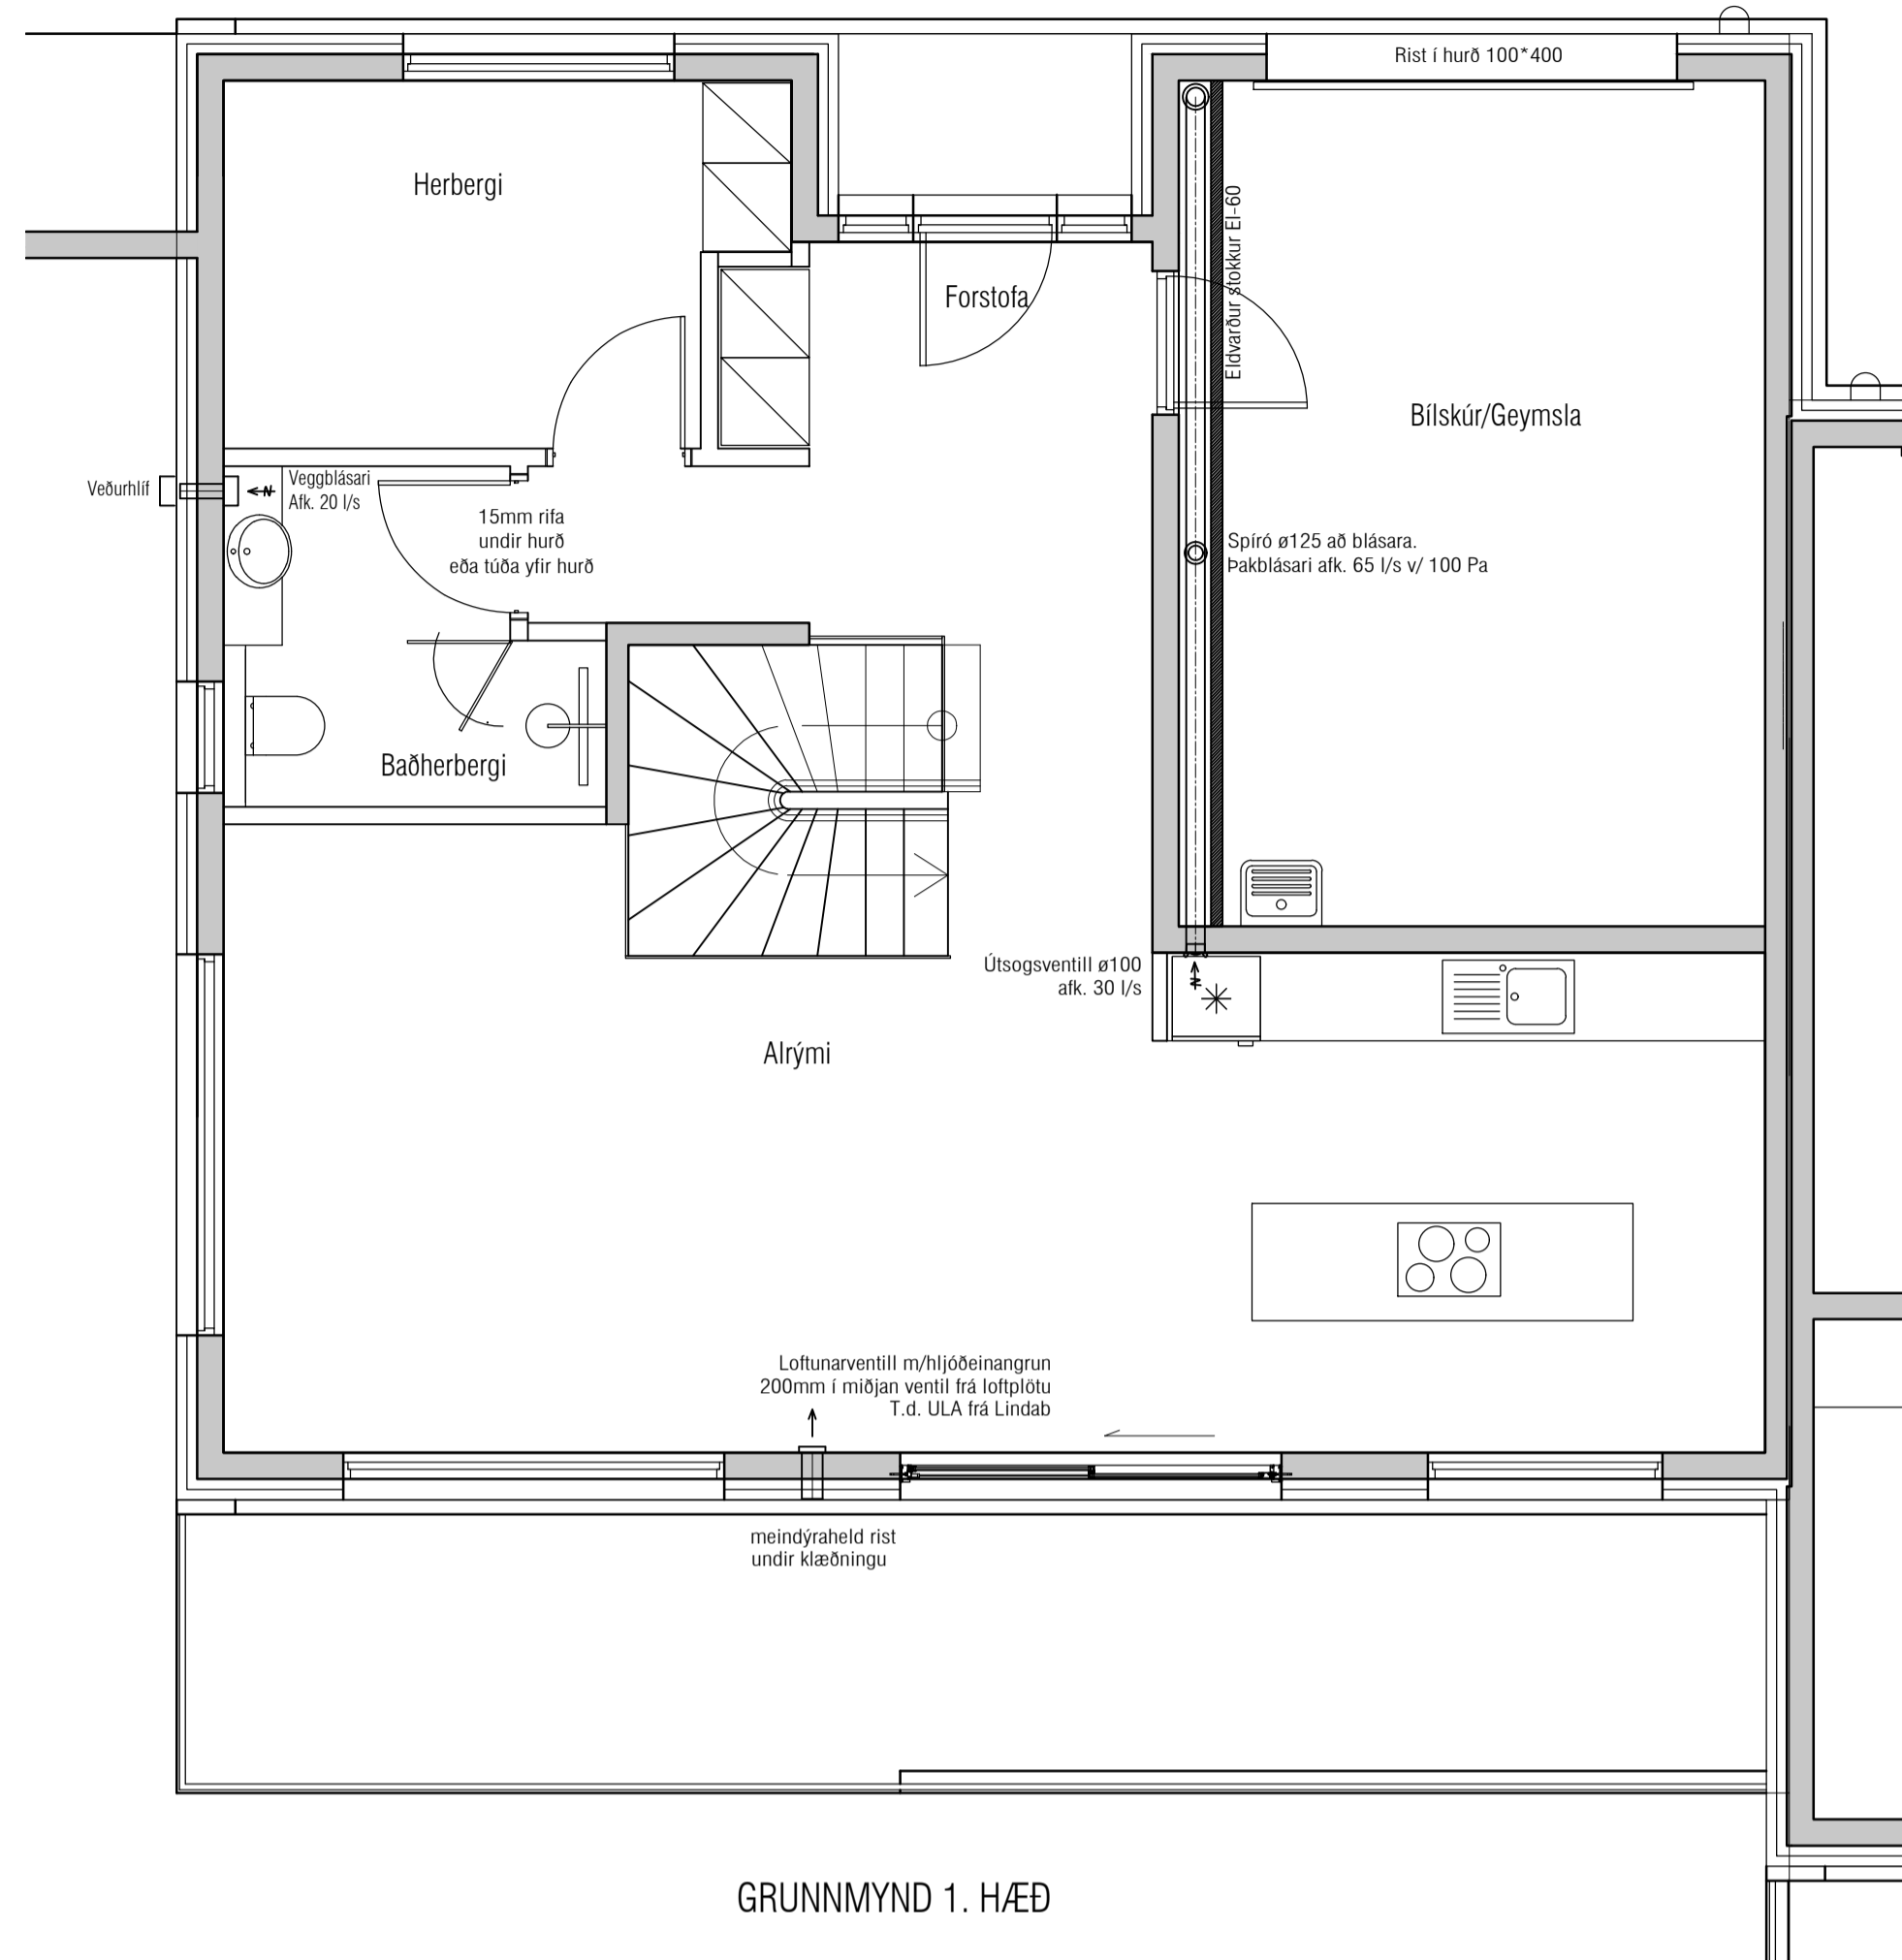 Rist í hurð 100*400
Herbergi
Eldvarður stokkur EI-60
Forstofa
Bílskúr/Geymsla
Veðurhlíf
Veggblásari
Afk. 20 l/s
15mm rifa
undir hurð
eða túða yfir hurð
Spíró ø125 að blásara.
Þakblásari afk. 65 l/s v/ 100 Pa
Baðherbergi
Útsogsventill ø100
afk. 30 l/s
Alrými
Loftunarventill m/hljóðeinangrun
200mm í miðjan ventil frá loftplötu
T.d. ULA frá Lindab
meindýraheld rist
undir klæðningu
GRUNNMYND 1. HÆÐ